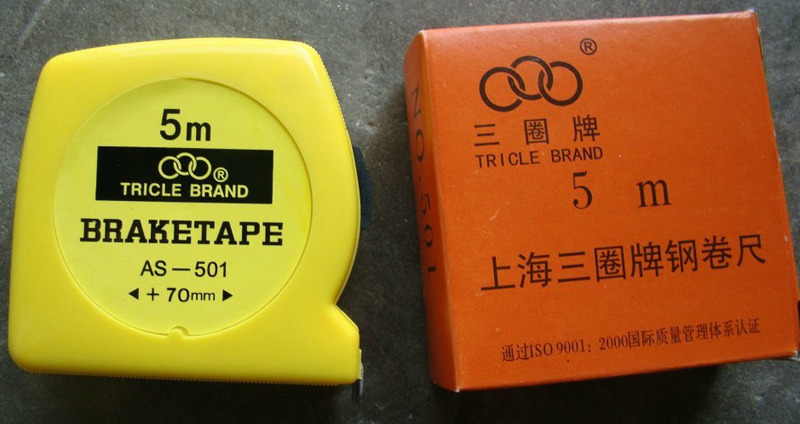 5m
®
TRICLE BRAND
BRAKETAPE
AS-501
◀ + 70mm ▶
®
三圈牌
TRICLE BRAND
5 m
上海三圈牌钢卷尺
通过ISO 9001:2000国际质量管理体系认证
NO 501